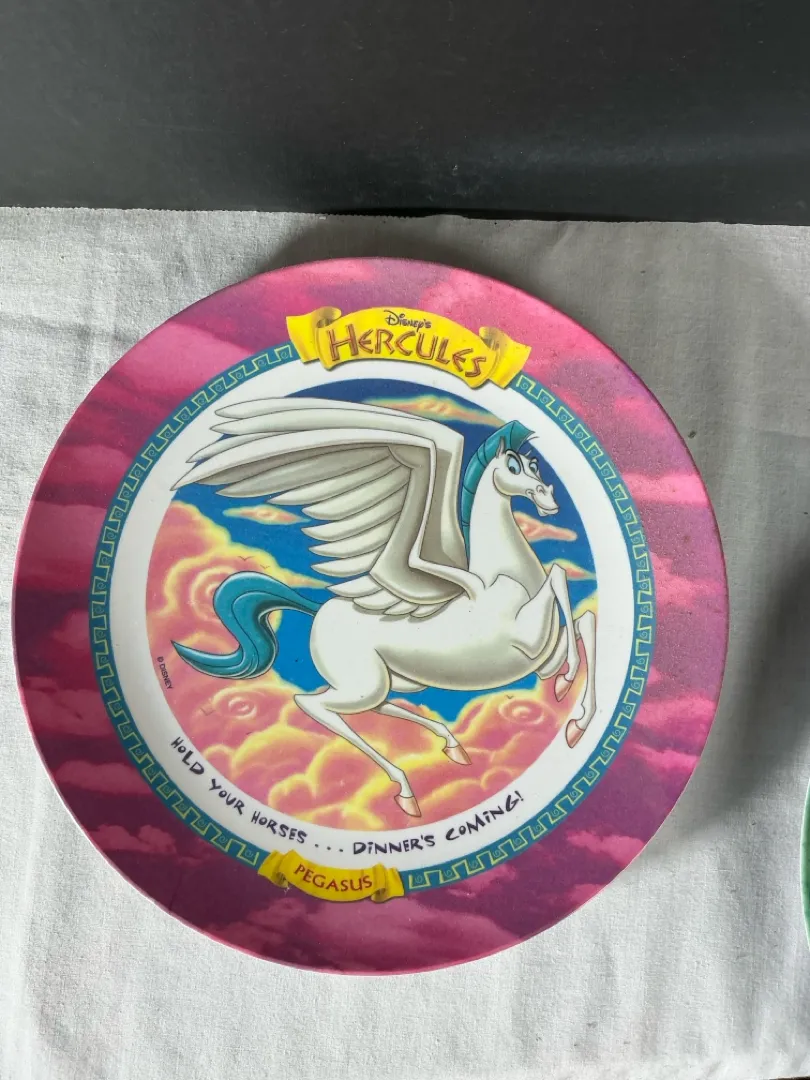 Disney's
HERCULES
© DISNEY
HOLD YOUR HORSES... DINNER'S COMING!
PEGASUS